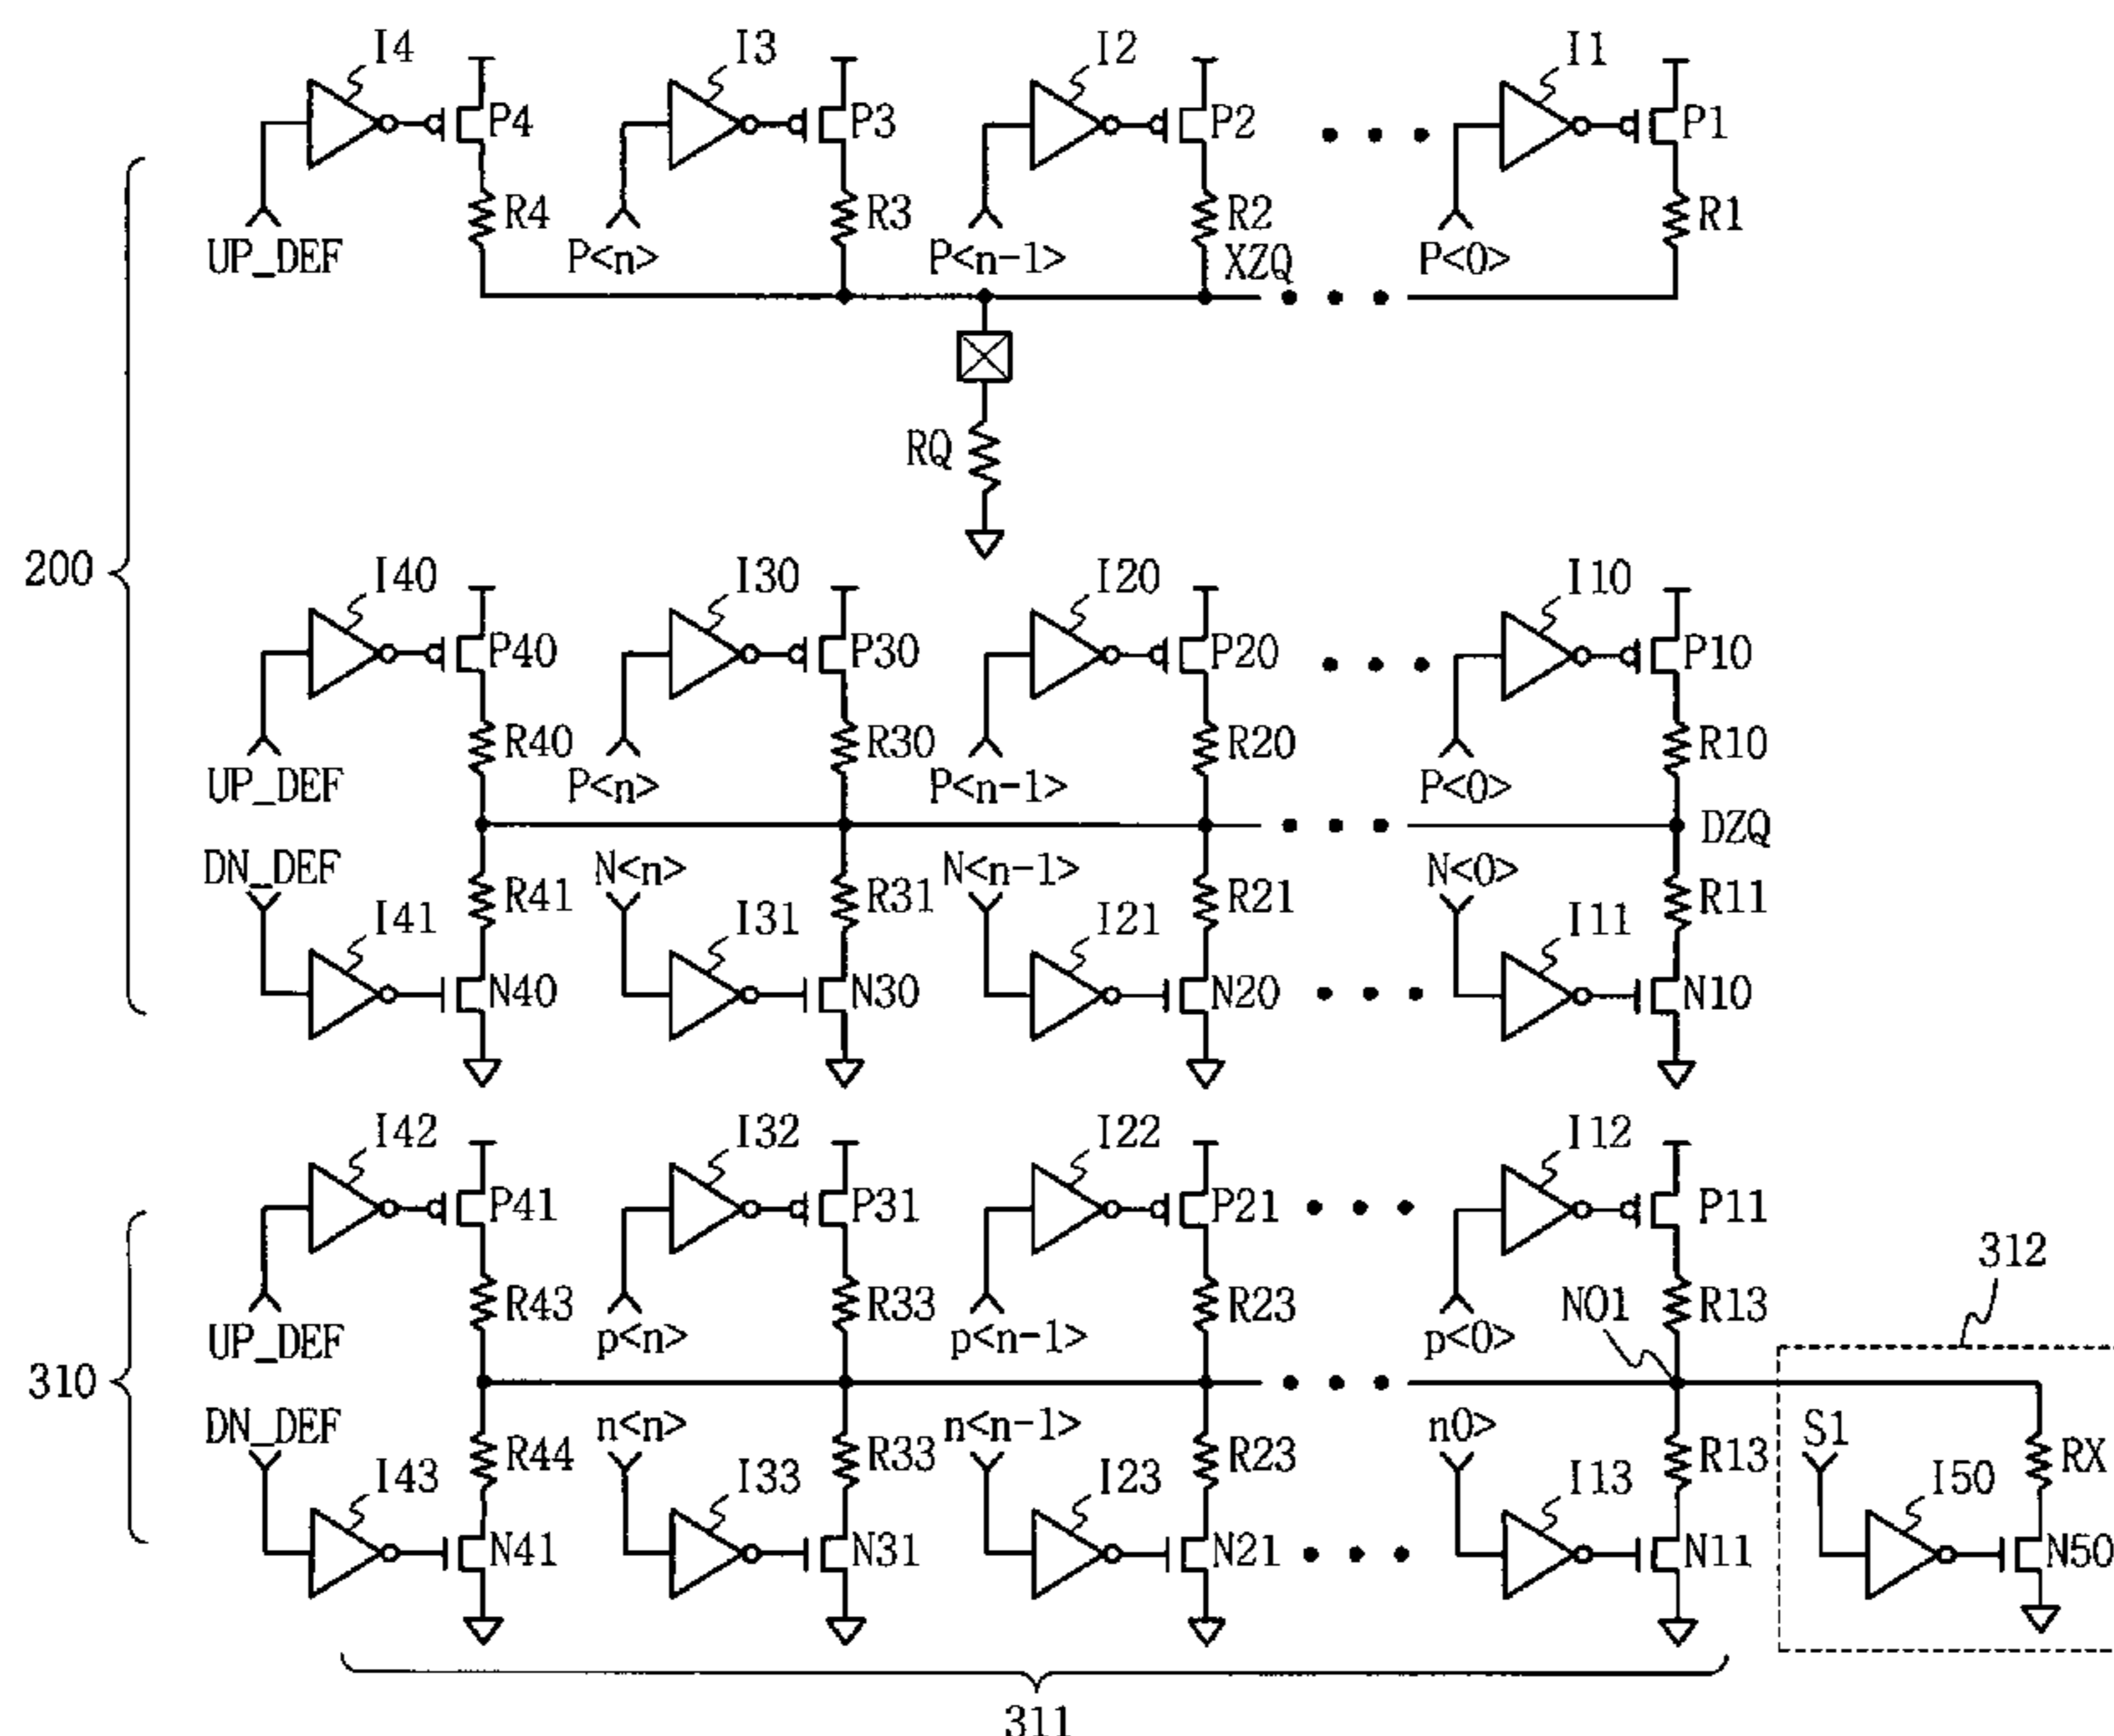 I4 I3 I2 I1
P4 P3 P2 P1
R4 R3 R2 R1
UP_DEF P<n> P<n-1> XZQ P<0>
RQ
200
I40 I30 I20 I10
P40 P30 P20 P10
R40 R30 R20 R10
UP_DEF P<n> P<n-1> P<0>
DZQ
DN_DEF N<n> N<n-1> N<0>
R41 R31 R21 R11
I41 I31 I21 I11
N40 N30 N20 N10
I42 I32 I22 I12
P41 P31 P21 P11
312
R43 R33 R23 NO1 R13
UP_DEF p<n> p<n-1> p<0>
310
DN_DEF n<n> n<n-1> n0> S1
R44 R33 R23 R13 RX
I43 I33 I23 I13 I50
N41 N31 N21 N11 N50
311